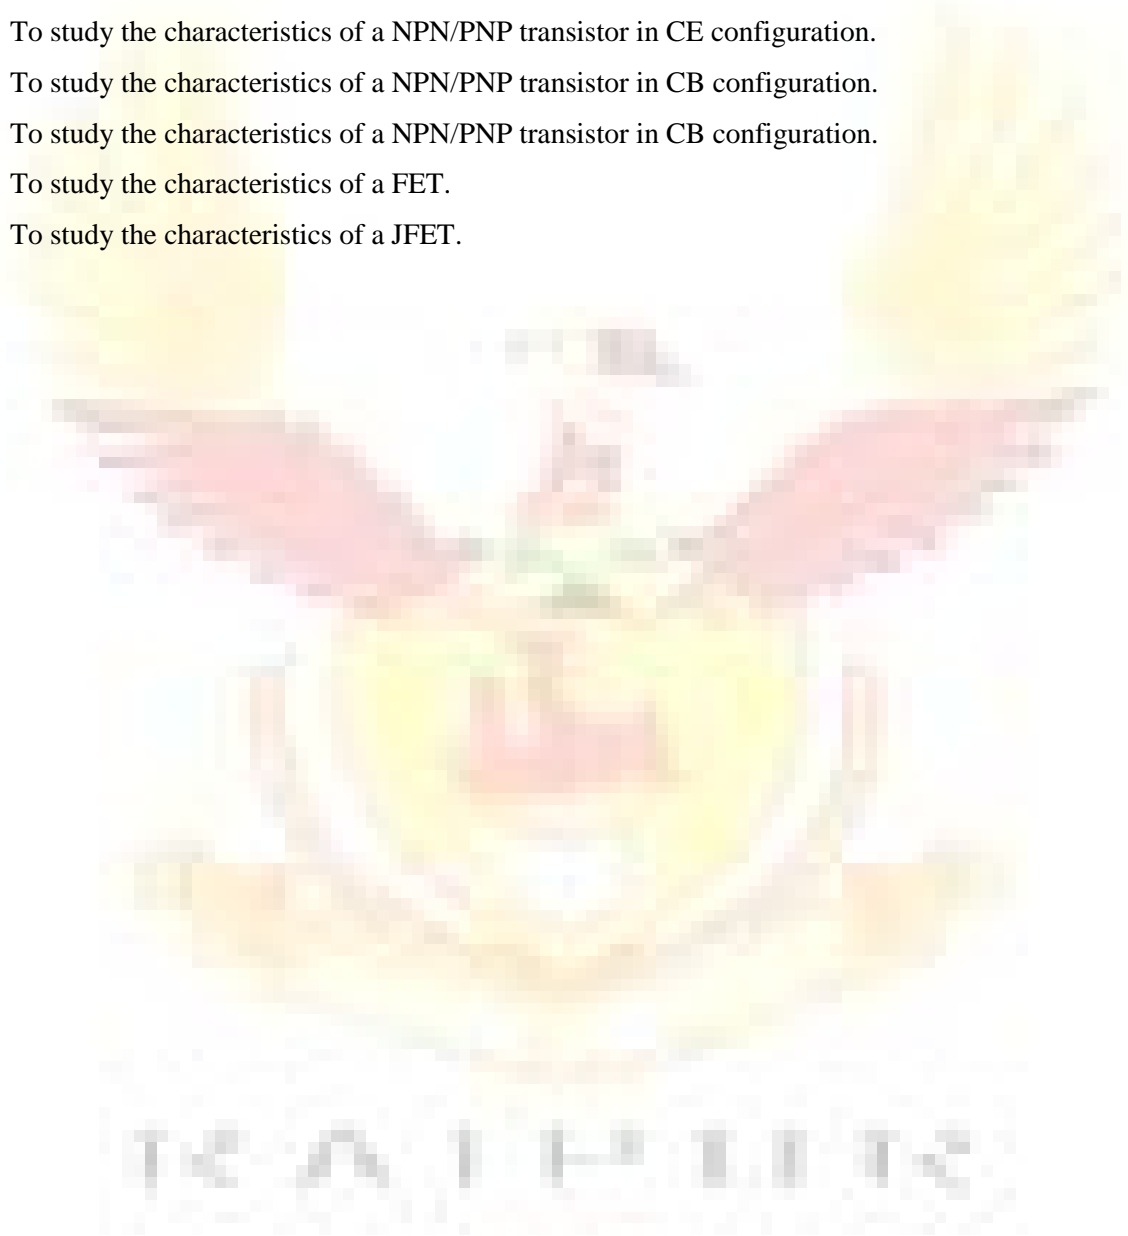 To study the characteristics of a NPN/PNP transistor in CE configuration.
To study the characteristics of a NPN/PNP transistor in CB configuration.
To study the characteristics of a NPN/PNP transistor in CB configuration.
To study the characteristics of a FET.
To study the characteristics of a JFET.
RAIPUR